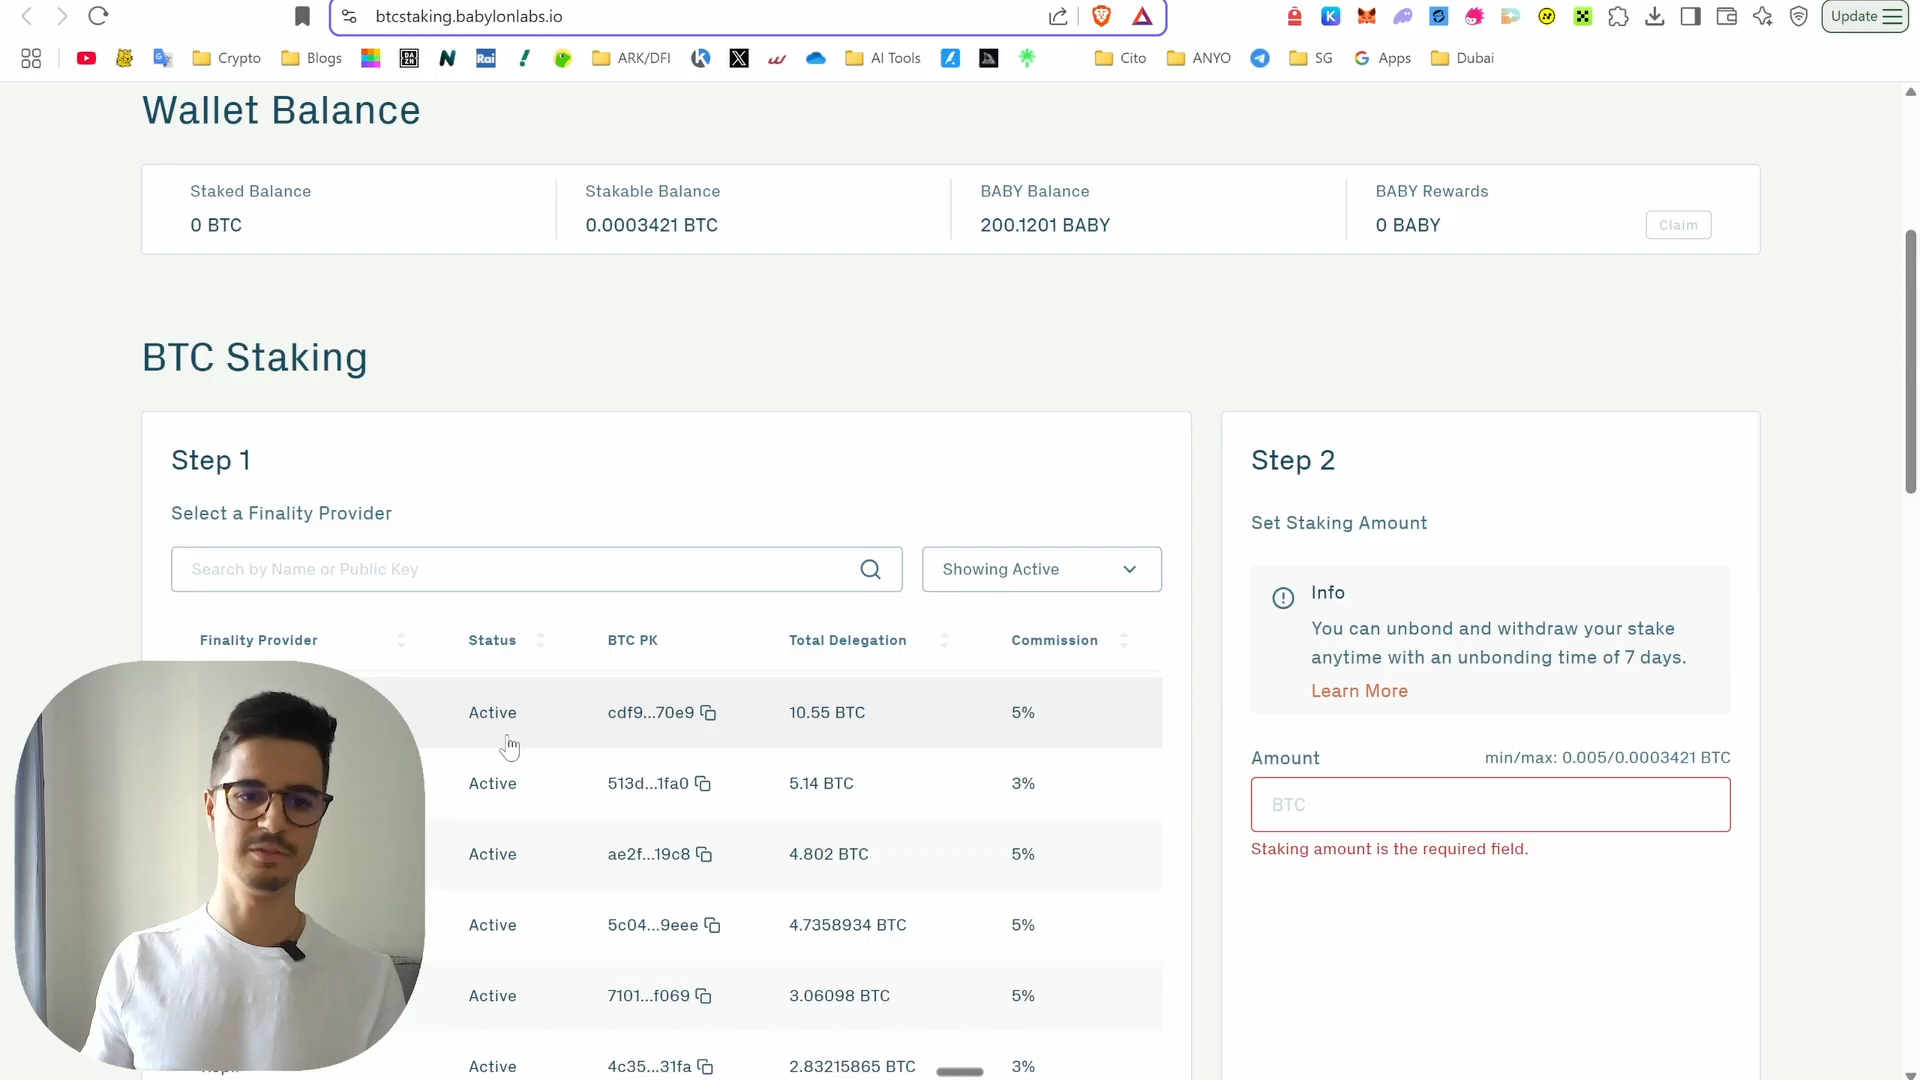 btcstaking.babylonlabs.io
Update
Crypto
Blogs
DAZN
Rai
ARK/DFI
AI Tools
Cito
ANYO
SG
Apps
Dubai
Wallet Balance
Staked Balance
Stakable Balance
BABY Balance
BABY Rewards
0 BTC
0.0003421 BTC
200.1201 BABY
0 BABY
Claim
BTC Staking
Step 1
Select a Finality Provider
Search by Name or Public Key
Showing Active
Finality Provider
Status
BTC PK
Total Delegation
Commission
Active cdf9...70e9 10.55 BTC 5%
Active 513d...1fa0 5.14 BTC 3%
Active ae2f...19c8 4.802 BTC 5%
Active 5c04...9eee 4.7358934 BTC 5%
Active 7101...f069 3.06098 BTC 5%
Active 4c35...31fa 2.83215865 BTC 3%
Step 2
Set Staking Amount
Info
You can unbond and withdraw your stake
anytime with an unbonding time of 7 days.
Learn More
Amount
min/max: 0.005/0.0003421 BTC
BTC
Staking amount is the required field.